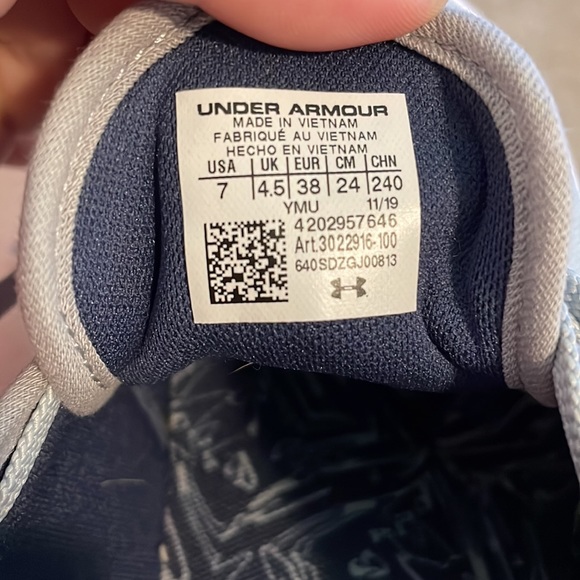 UNDER ARMOUR
MADE IN VIETNAM
FABRIQUÉ AU VIETNAM
HECHO EN VIETNAM
USA UK EUR CM CHN
7 4.5 38 24 240
YMU 11/19
4202957646
Art.3022916-100
640SDZGJ00813